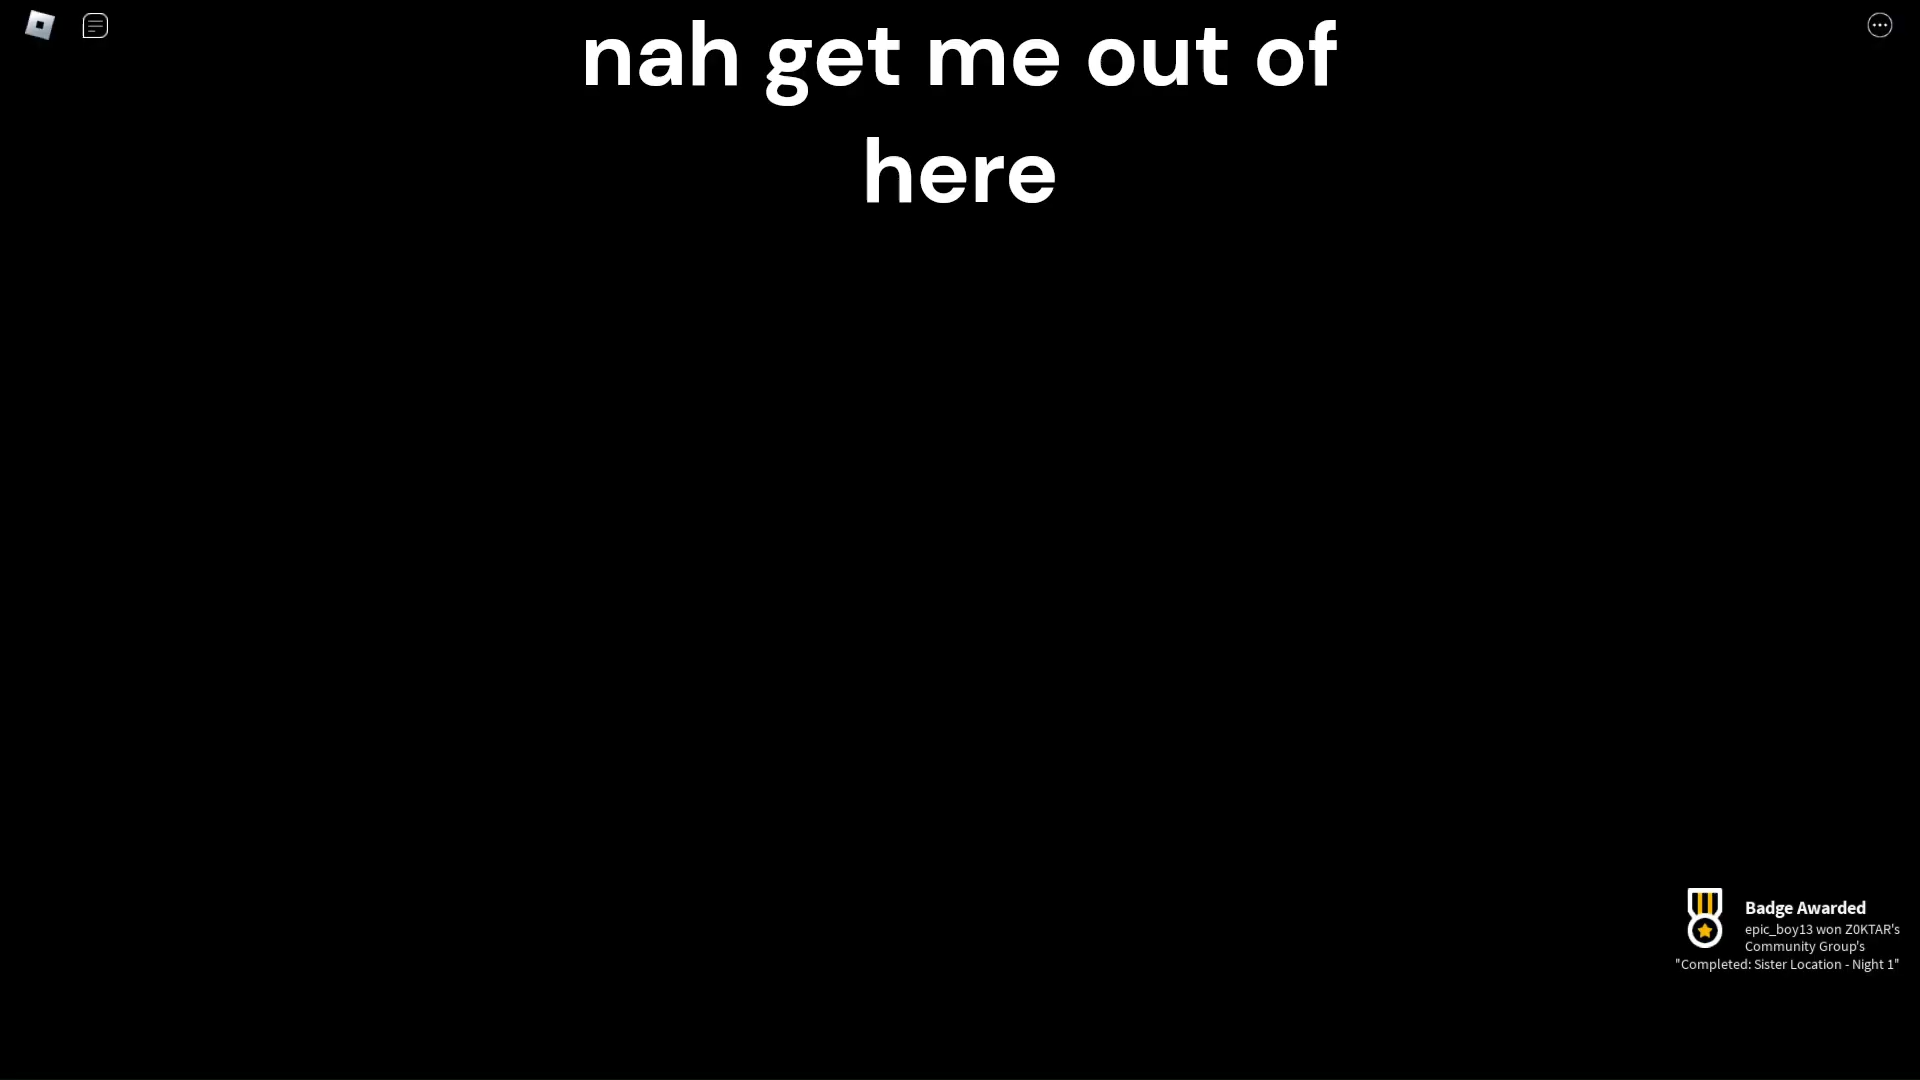 nah get me out of
here
Badge Awarded
epic_boy13 won Z0KTAR's
Community Group's
"Completed: Sister Location - Night 1"